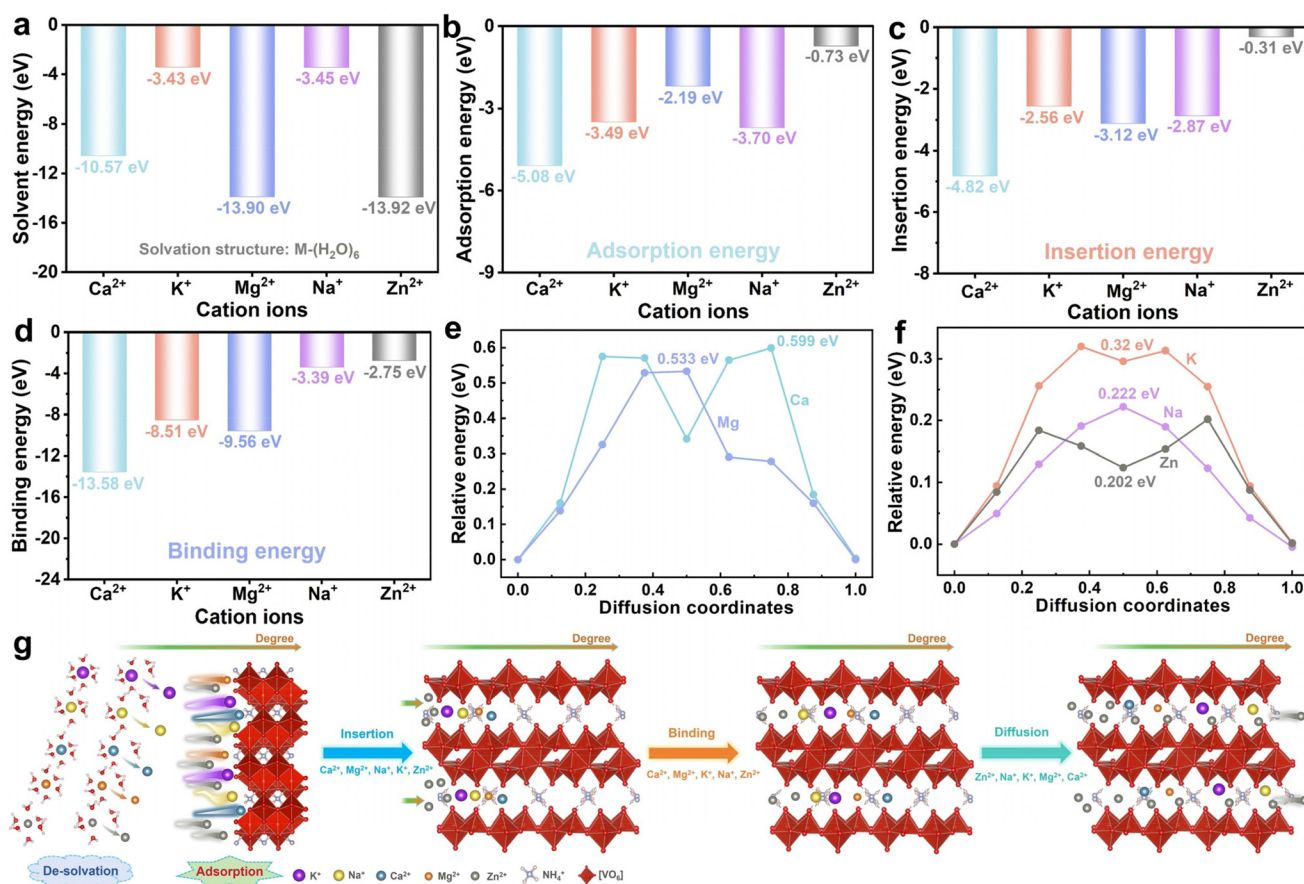 a
Solvent energy (eV)
0
-4
-8
-12
-16
-20
-10.57 eV
-3.43 eV
-13.90 eV
-3.45 eV
-13.92 eV
Solvation structure: M-(H₂O)₆
Ca²⁺ K⁺ Mg²⁺ Na⁺ Zn²⁺
Cation ions
b
Adsorption energy (eV)
0
-3
-6
-9
-5.08 eV
-3.49 eV
-2.19 eV
-3.70 eV
-0.73 eV
Adsorption energy
Ca²⁺ K⁺ Mg²⁺ Na⁺ Zn²⁺
Cation ions
c
Insertion energy (eV)
0
-2
-4
-6
-8
-4.82 eV
-2.56 eV
-3.12 eV
-2.87 eV
-0.31 eV
Insertion energy
Ca²⁺ K⁺ Mg²⁺ Na⁺ Zn²⁺
Cation ions
d
Binding energy (eV)
0
-4
-8
-12
-16
-20
-24
-13.58 eV
-8.51 eV
-9.56 eV
-3.39 eV
-2.75 eV
Binding energy
Ca²⁺ K⁺ Mg²⁺ Na⁺ Zn²⁺
Cation ions
e
Relative energy (eV)
0.6
0.5
0.4
0.3
0.2
0.1
0.0
0.533 eV
0.599 eV
Ca
Mg
0.0 0.2 0.4 0.6 0.8 1.0
Diffusion coordinates
f
Relative energy (eV)
0.3
0.2
0.1
0.0
0.32 eV
K
0.222 eV
Na
Zn
0.202 eV
0.0 0.2 0.4 0.6 0.8 1.0
Diffusion coordinates
g
Degree
Degree
Degree
Degree
Insertion
Ca²⁺, Mg²⁺, Na⁺, K⁺, Zn²⁺
Binding
Ca²⁺, Mg²⁺, K⁺, Na⁺, Zn²⁺
Diffusion
Zn²⁺, Na⁺, K⁺, Mg²⁺, Ca²⁺
De-solvation
Adsorption
K⁺ Na⁺ Ca²⁺ Mg²⁺ Zn²⁺ NH₄⁺ [VO₆]